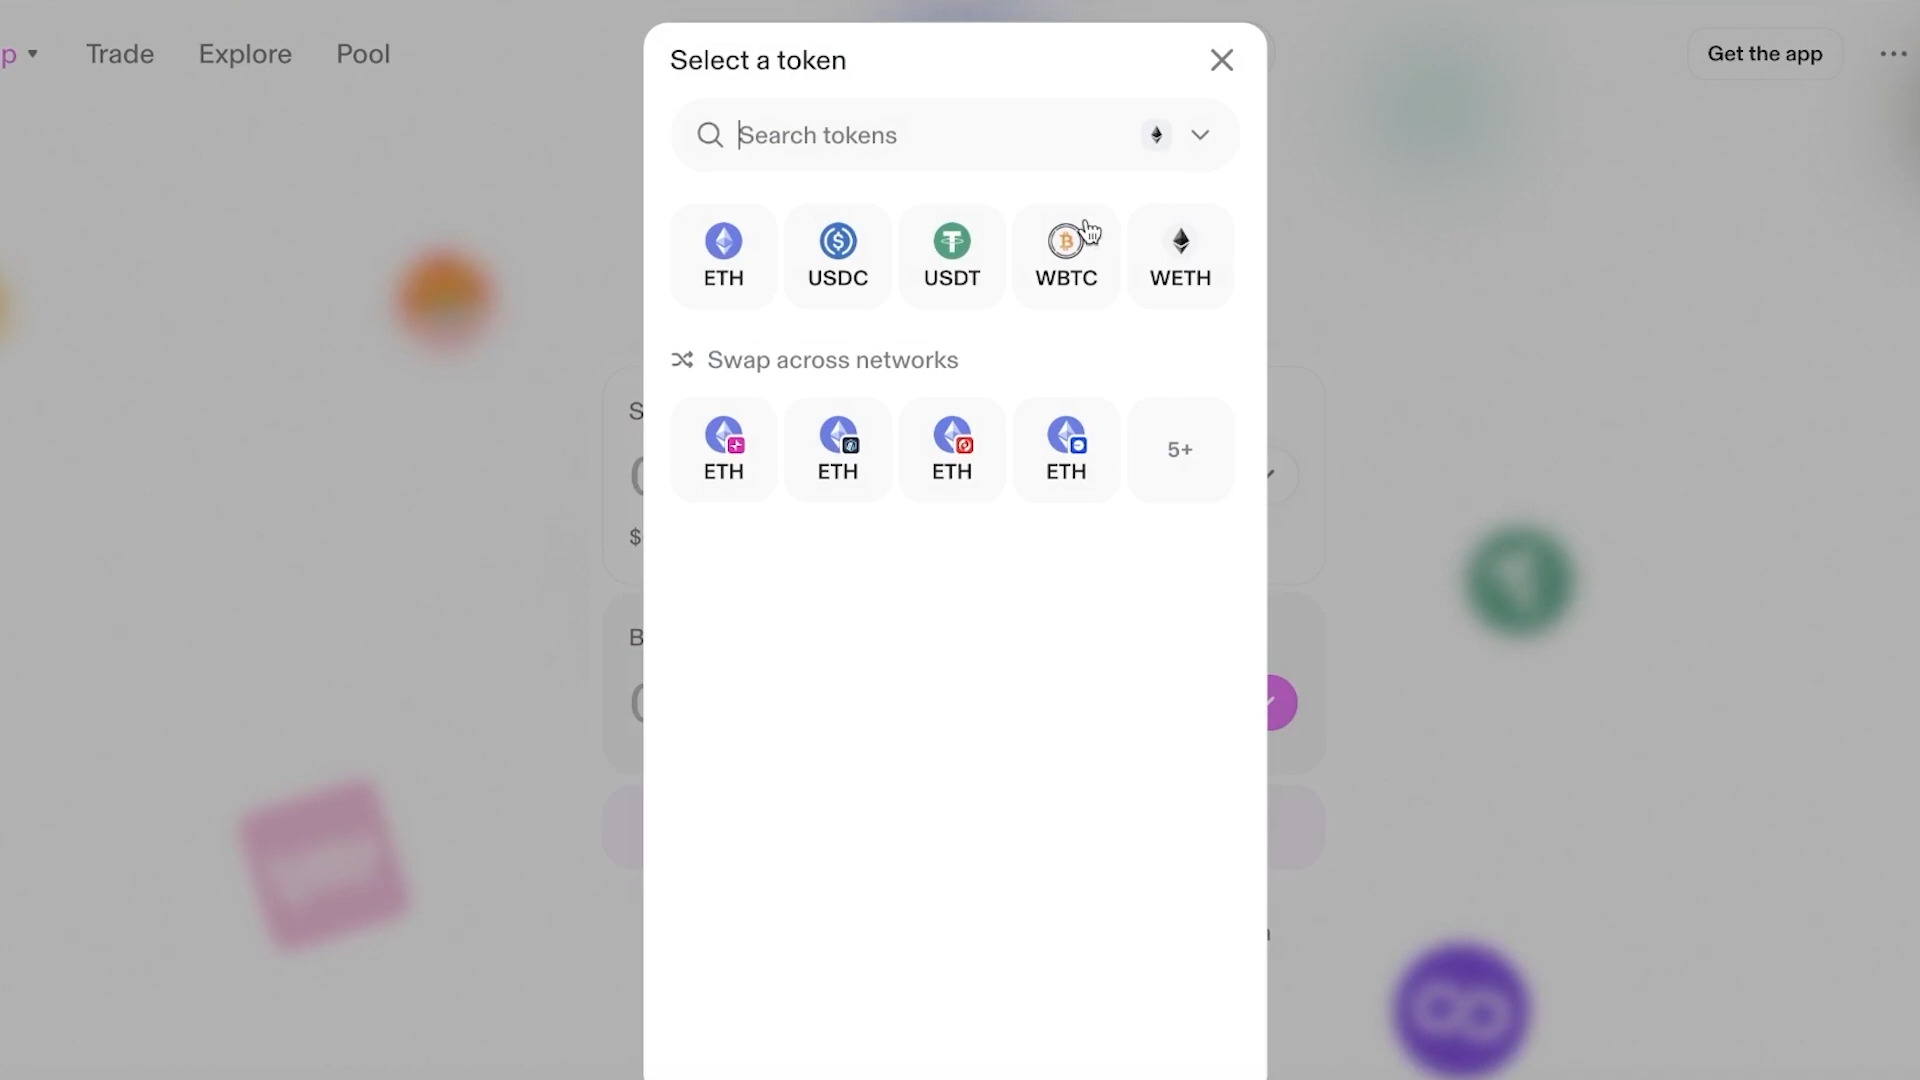 p Trade Explore Pool
Get the app
Select a token
Search tokens
ETH USDC USDT WBTC WETH
Swap across networks
ETH ETH ETH ETH 5+
S
$
B